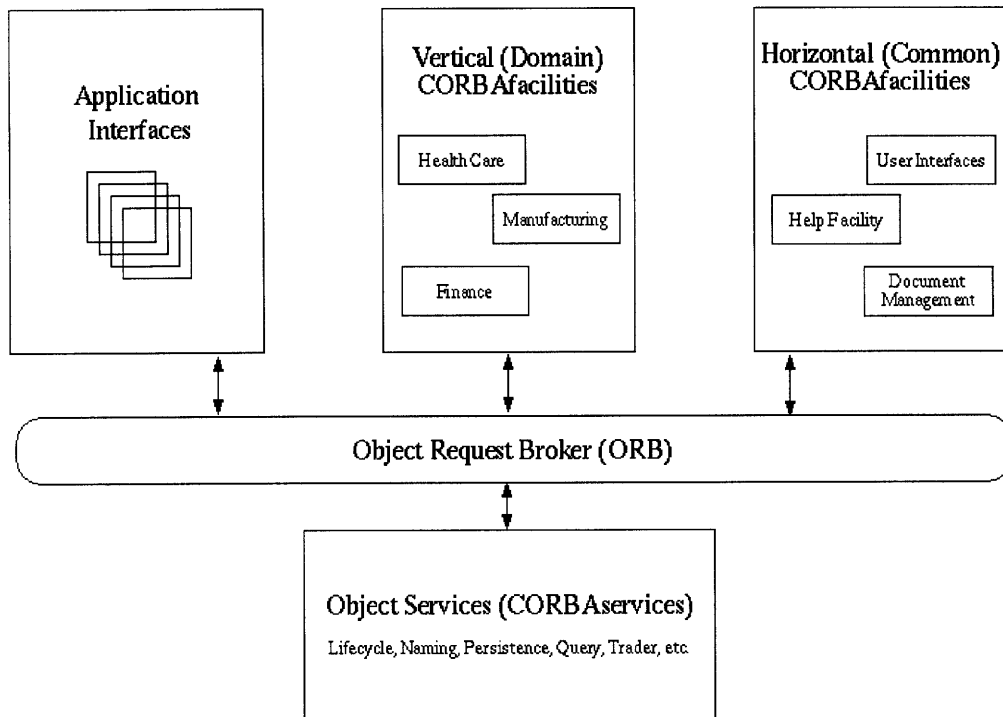 Application
Interfaces
Vertical (Domain)
CORBAfacilities
Health Care
Manufacturing
Finance
Horizontal (Common)
CORBAfacilities
User Interfaces
Help Facility
Document
Management
Object Request Broker (ORB)
Object Services (CORBAservices)
Lifecycle, Naming, Persistence, Query, Trader, etc.